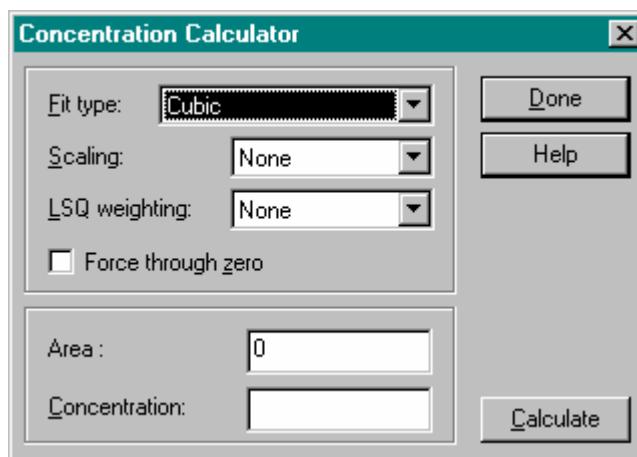 Concentration Calculator
Fit type: Cubic
Scaling: None
LSQ weighting: None
Force through zero
Area : 0
Concentration:
Done
Help
Calculate